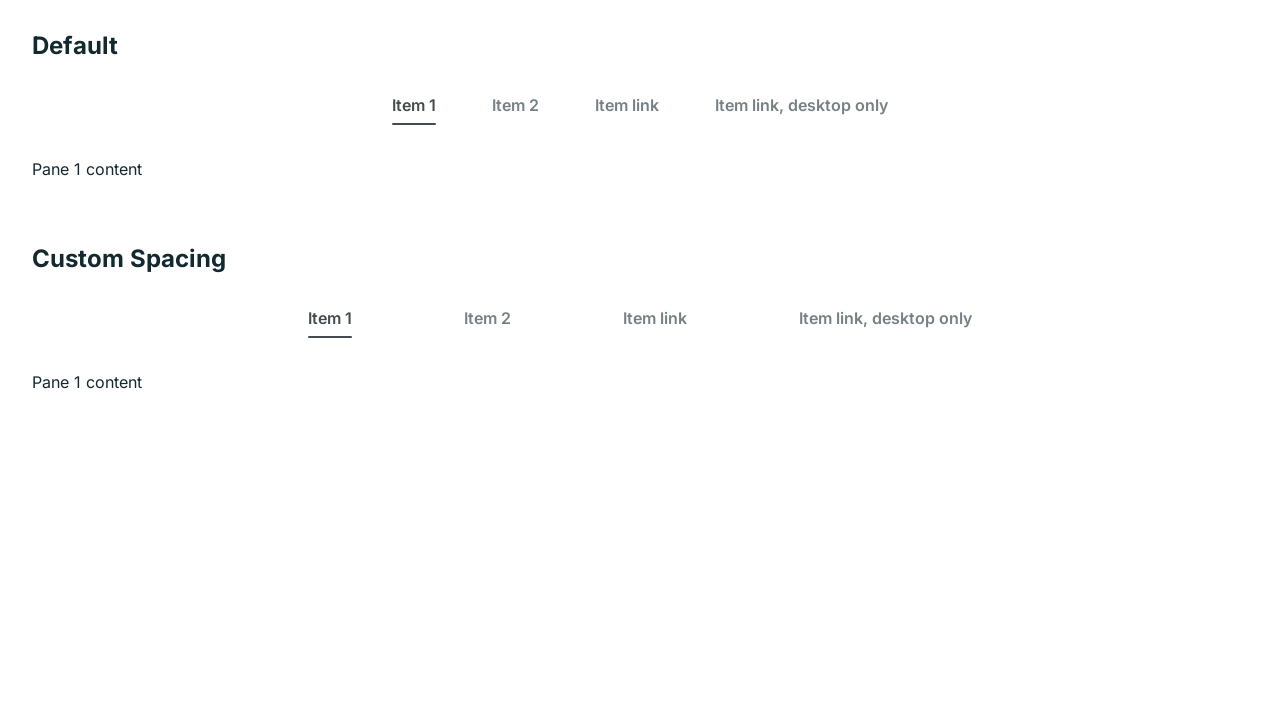 Default
Item 1 Item 2 Item link Item link, desktop only
Pane 1 content
Custom Spacing
Item 1 Item 2 Item link Item link, desktop only
Pane 1 content